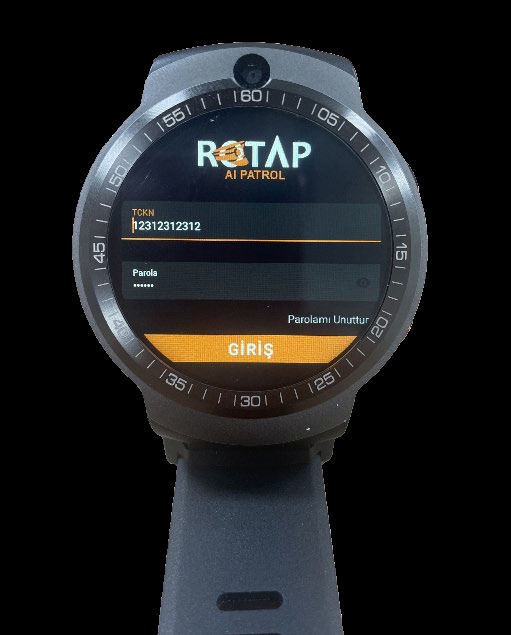 60
05
10
15
20
25
30
35
40
45
50
55
ROTAP
AI PATROL
TCKN
12312312312
Parola
••••••
Parolamı Unuttum
GİRİŞ